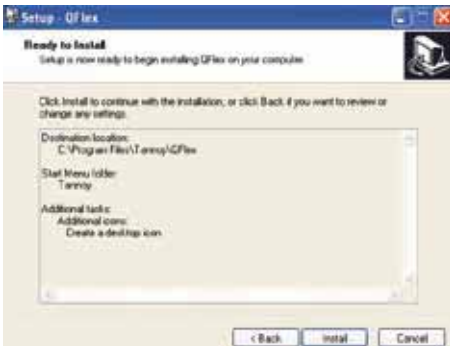 Setup - QFlex
Ready to Install
Setup is now ready to begin installing QFlex on your computer.
Click Install to continue with the installation, or click Back if you want to review or
change any settings.
Destination location:
C:\Program Files\Tannoy\QFlex
Start Menu folder:
Tannoy
Additional tasks:
Additional icons:
Create a desktop icon
< Back
Install
Cancel